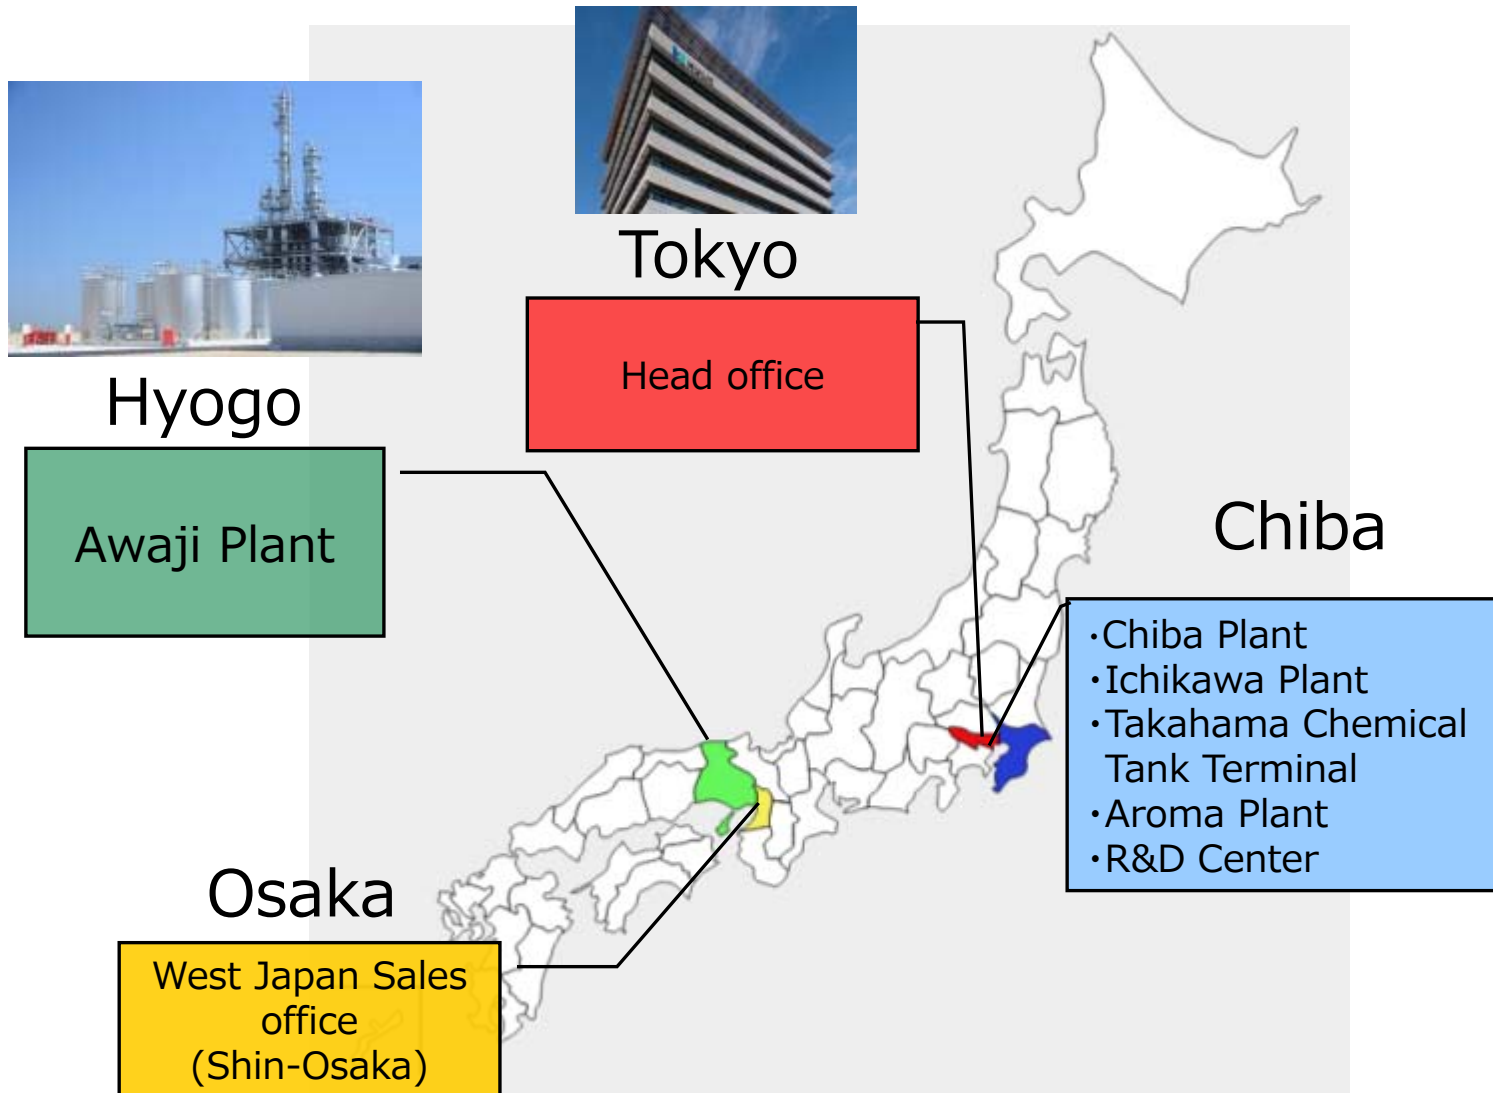 Tokyo
Head office
Hyogo
Awaji Plant
Chiba
・Chiba Plant
・Ichikawa Plant
・Takahama Chemical
Tank Terminal
・Aroma Plant
・R&D Center
Osaka
West Japan Sales
office
(Shin-Osaka)